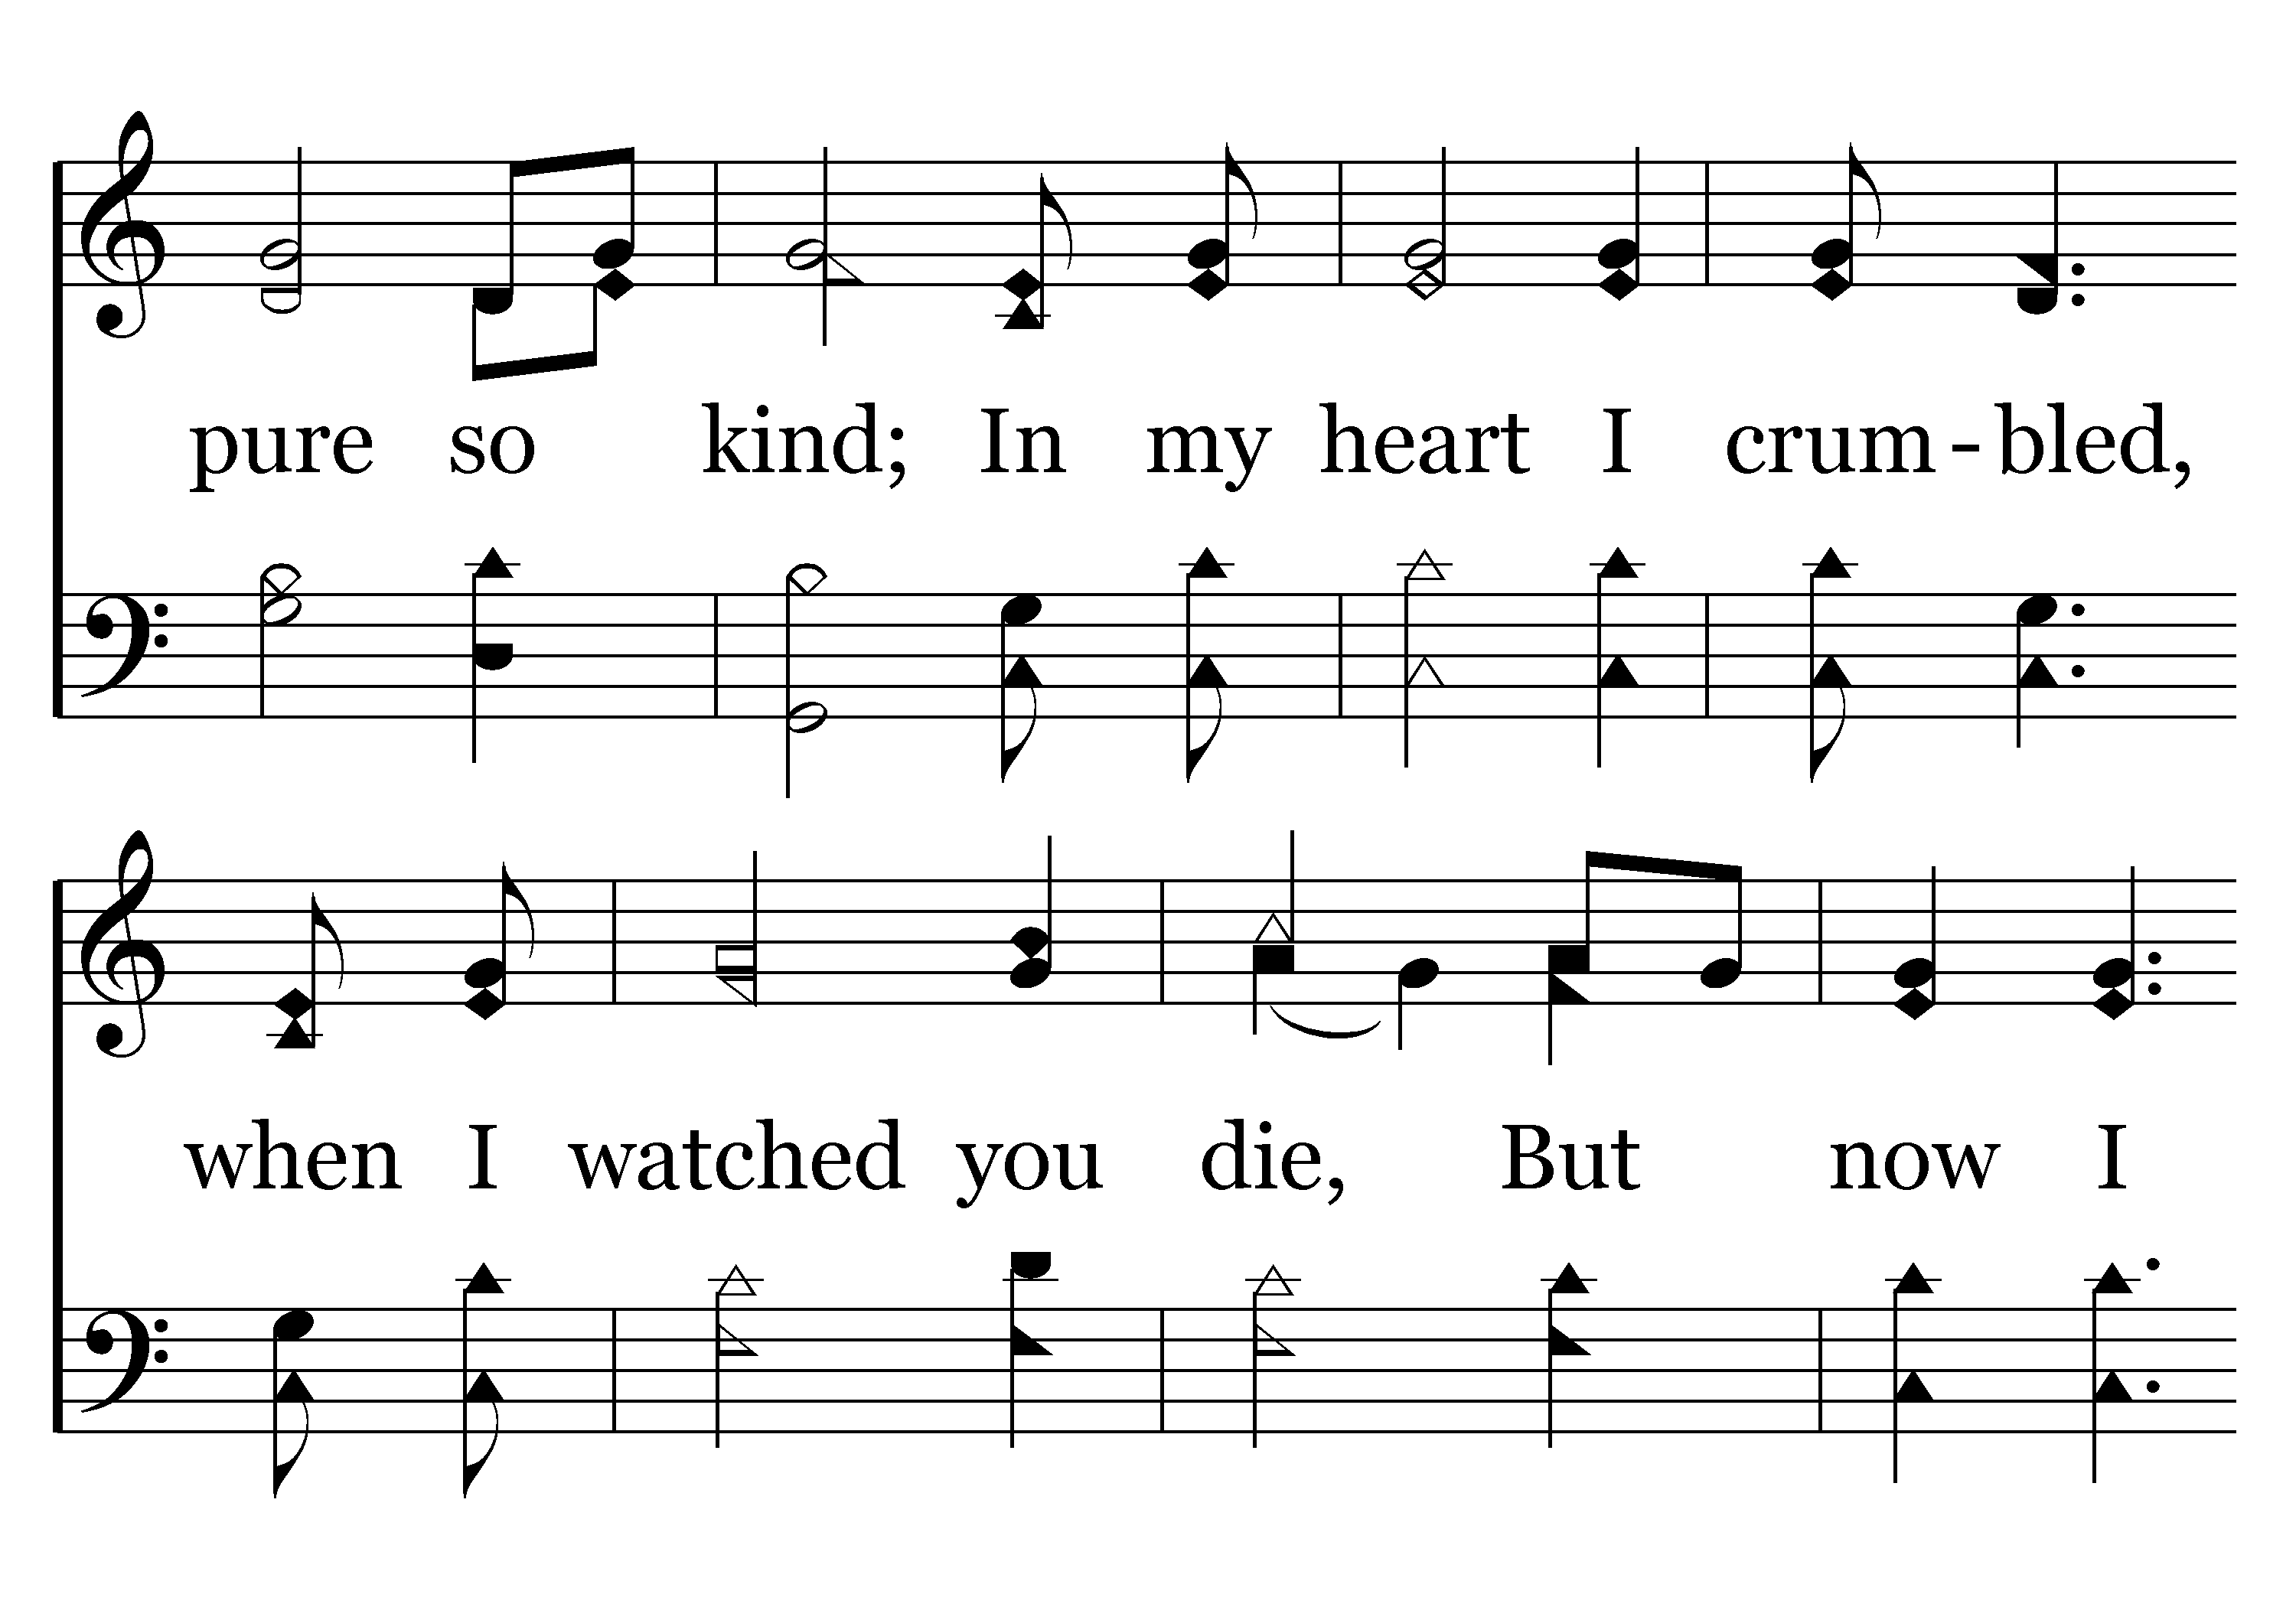 pure so kind; In my heart I crum-bled,
when I watched you die, But now I